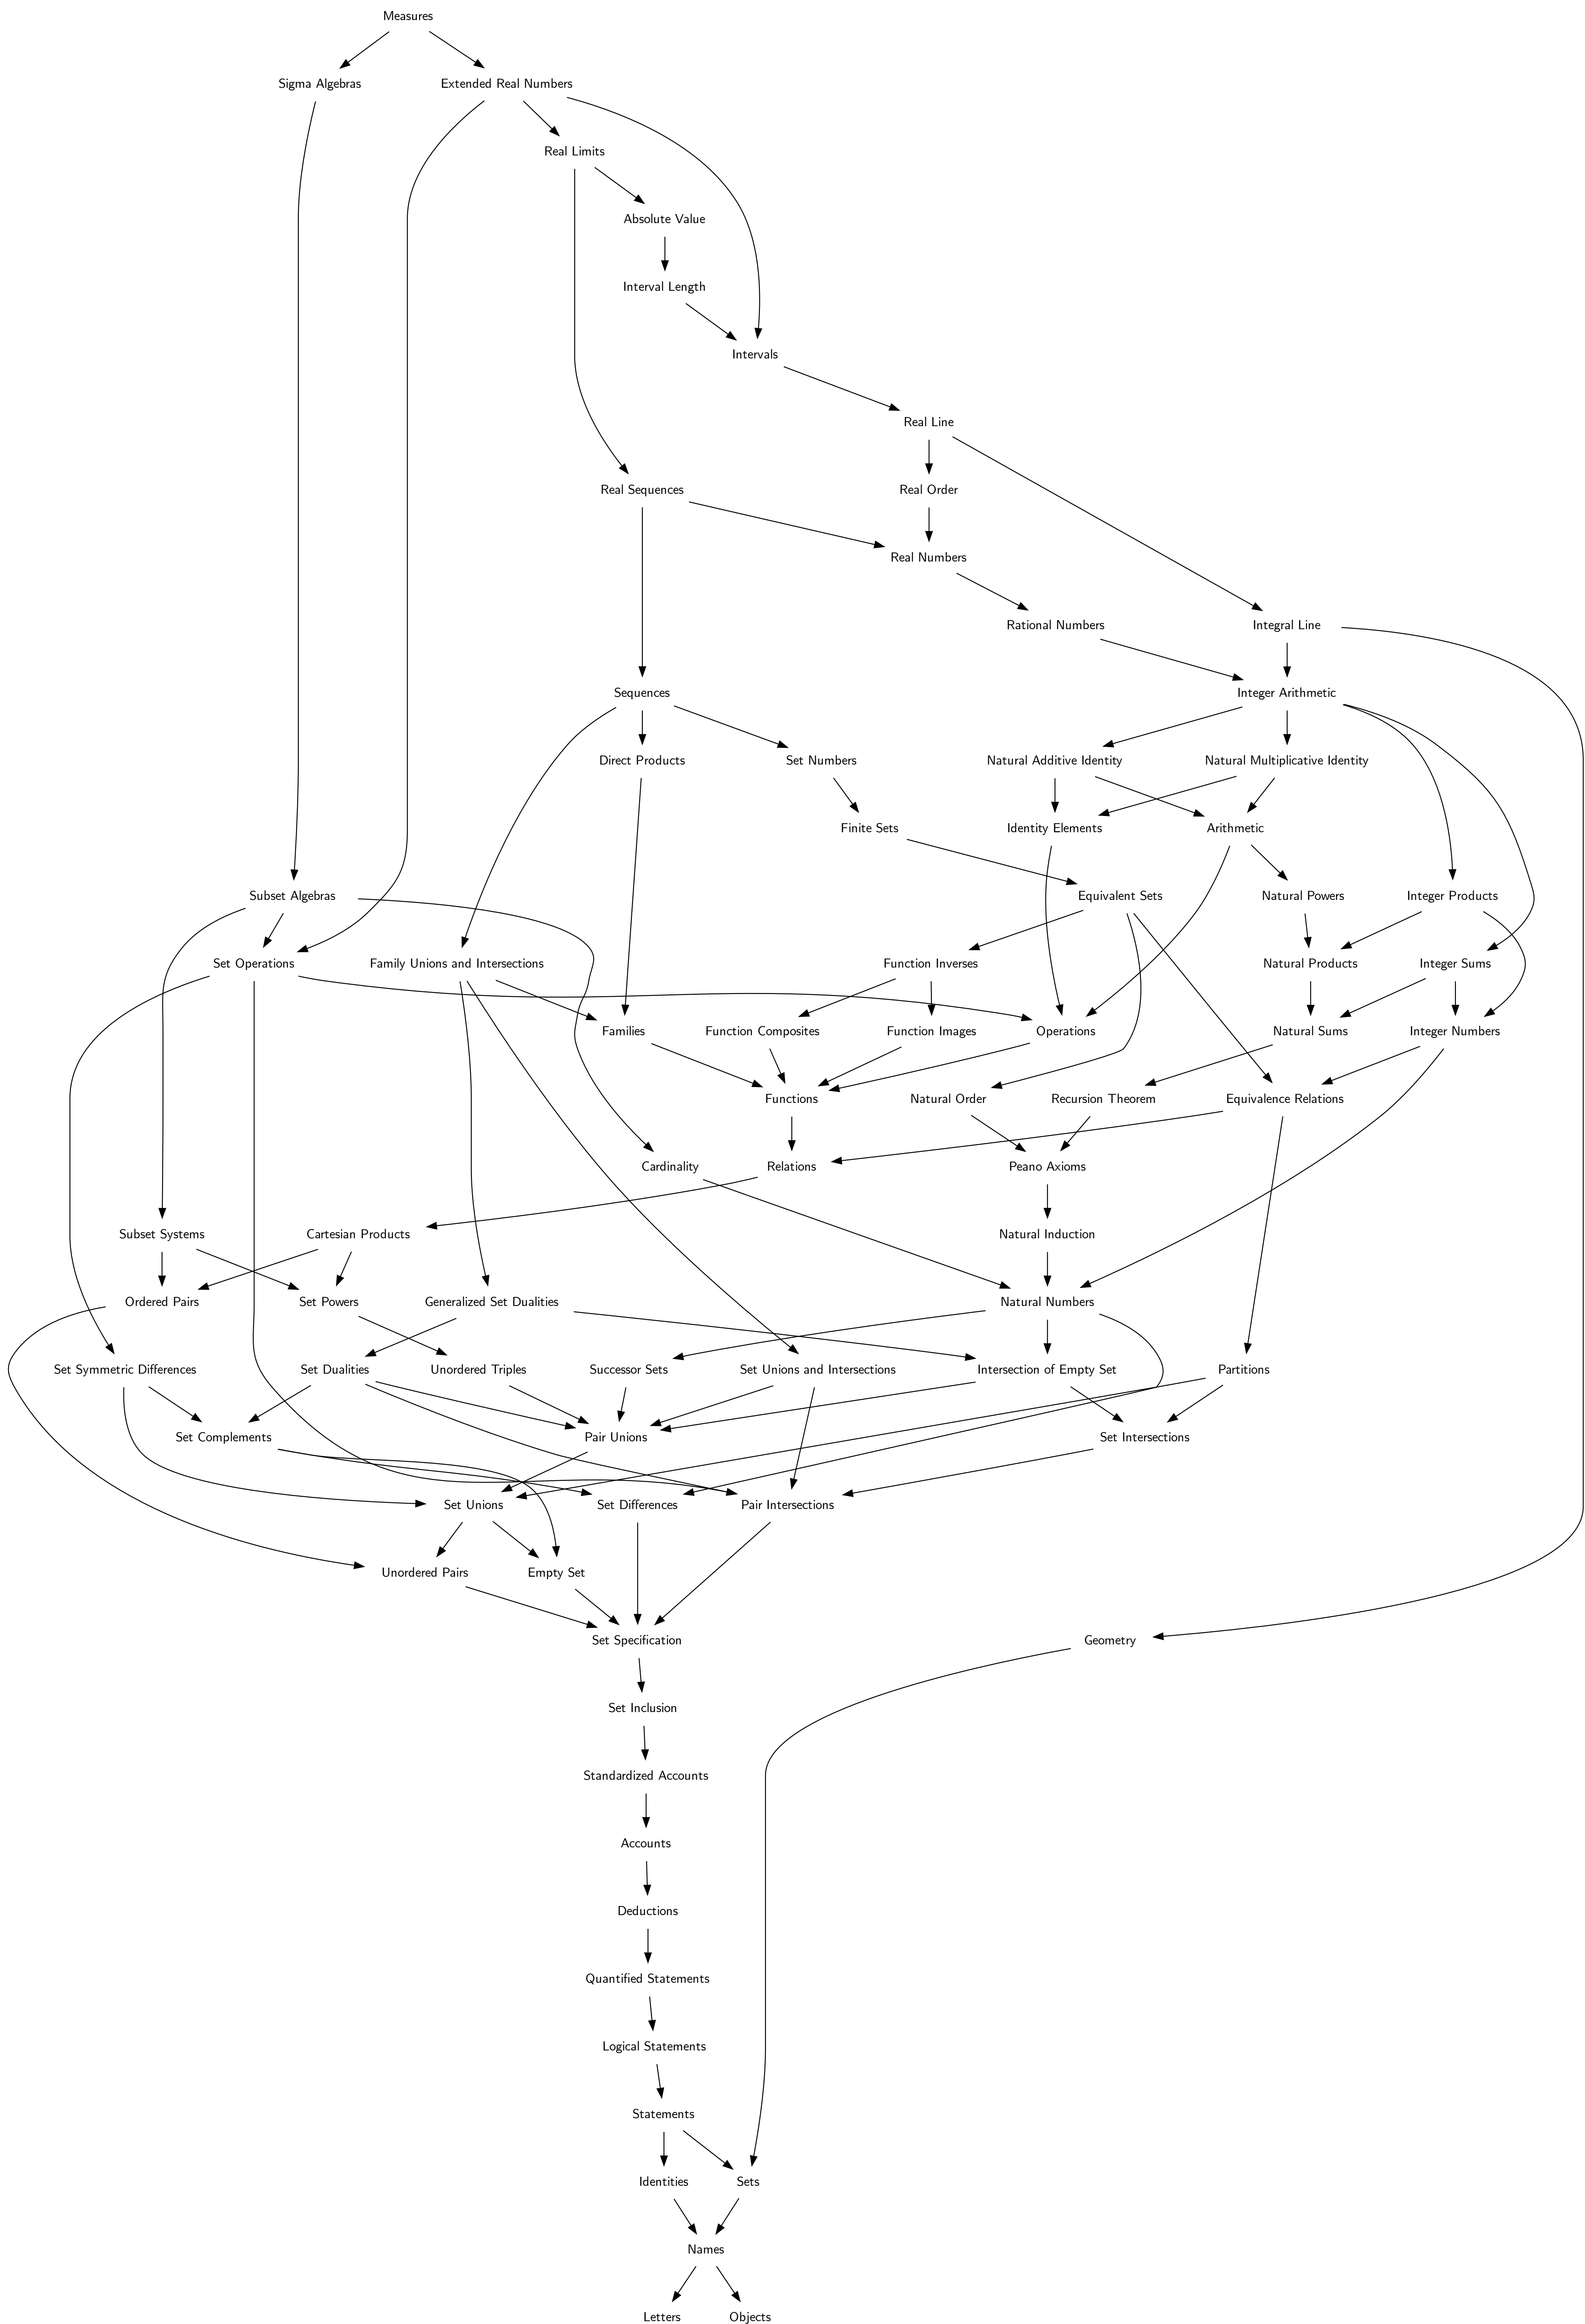 Measures
Sigma Algebras
Extended Real Numbers
Real Limits
Absolute Value
Interval Length
Intervals
Real Line
Real Sequences
Real Order
Real Numbers
Rational Numbers
Integral Line
Sequences
Integer Arithmetic
Direct Products
Set Numbers
Natural Additive Identity
Natural Multiplicative Identity
Finite Sets
Identity Elements
Arithmetic
Subset Algebras
Equivalent Sets
Natural Powers
Integer Products
Set Operations
Family Unions and Intersections
Function Inverses
Natural Products
Integer Sums
Families
Function Composites
Function Images
Operations
Natural Sums
Integer Numbers
Functions
Natural Order
Recursion Theorem
Equivalence Relations
Cardinality
Relations
Peano Axioms
Subset Systems
Cartesian Products
Natural Induction
Ordered Pairs
Set Powers
Generalized Set Dualities
Natural Numbers
Set Symmetric Differences
Set Dualities
Unordered Triples
Successor Sets
Set Unions and Intersections
Intersection of Empty Set
Partitions
Set Complements
Pair Unions
Set Intersections
Set Unions
Set Differences
Pair Intersections
Unordered Pairs
Empty Set
Set Specification
Geometry
Set Inclusion
Standardized Accounts
Accounts
Deductions
Quantified Statements
Logical Statements
Statements
Identities
Sets
Names
Letters
Objects